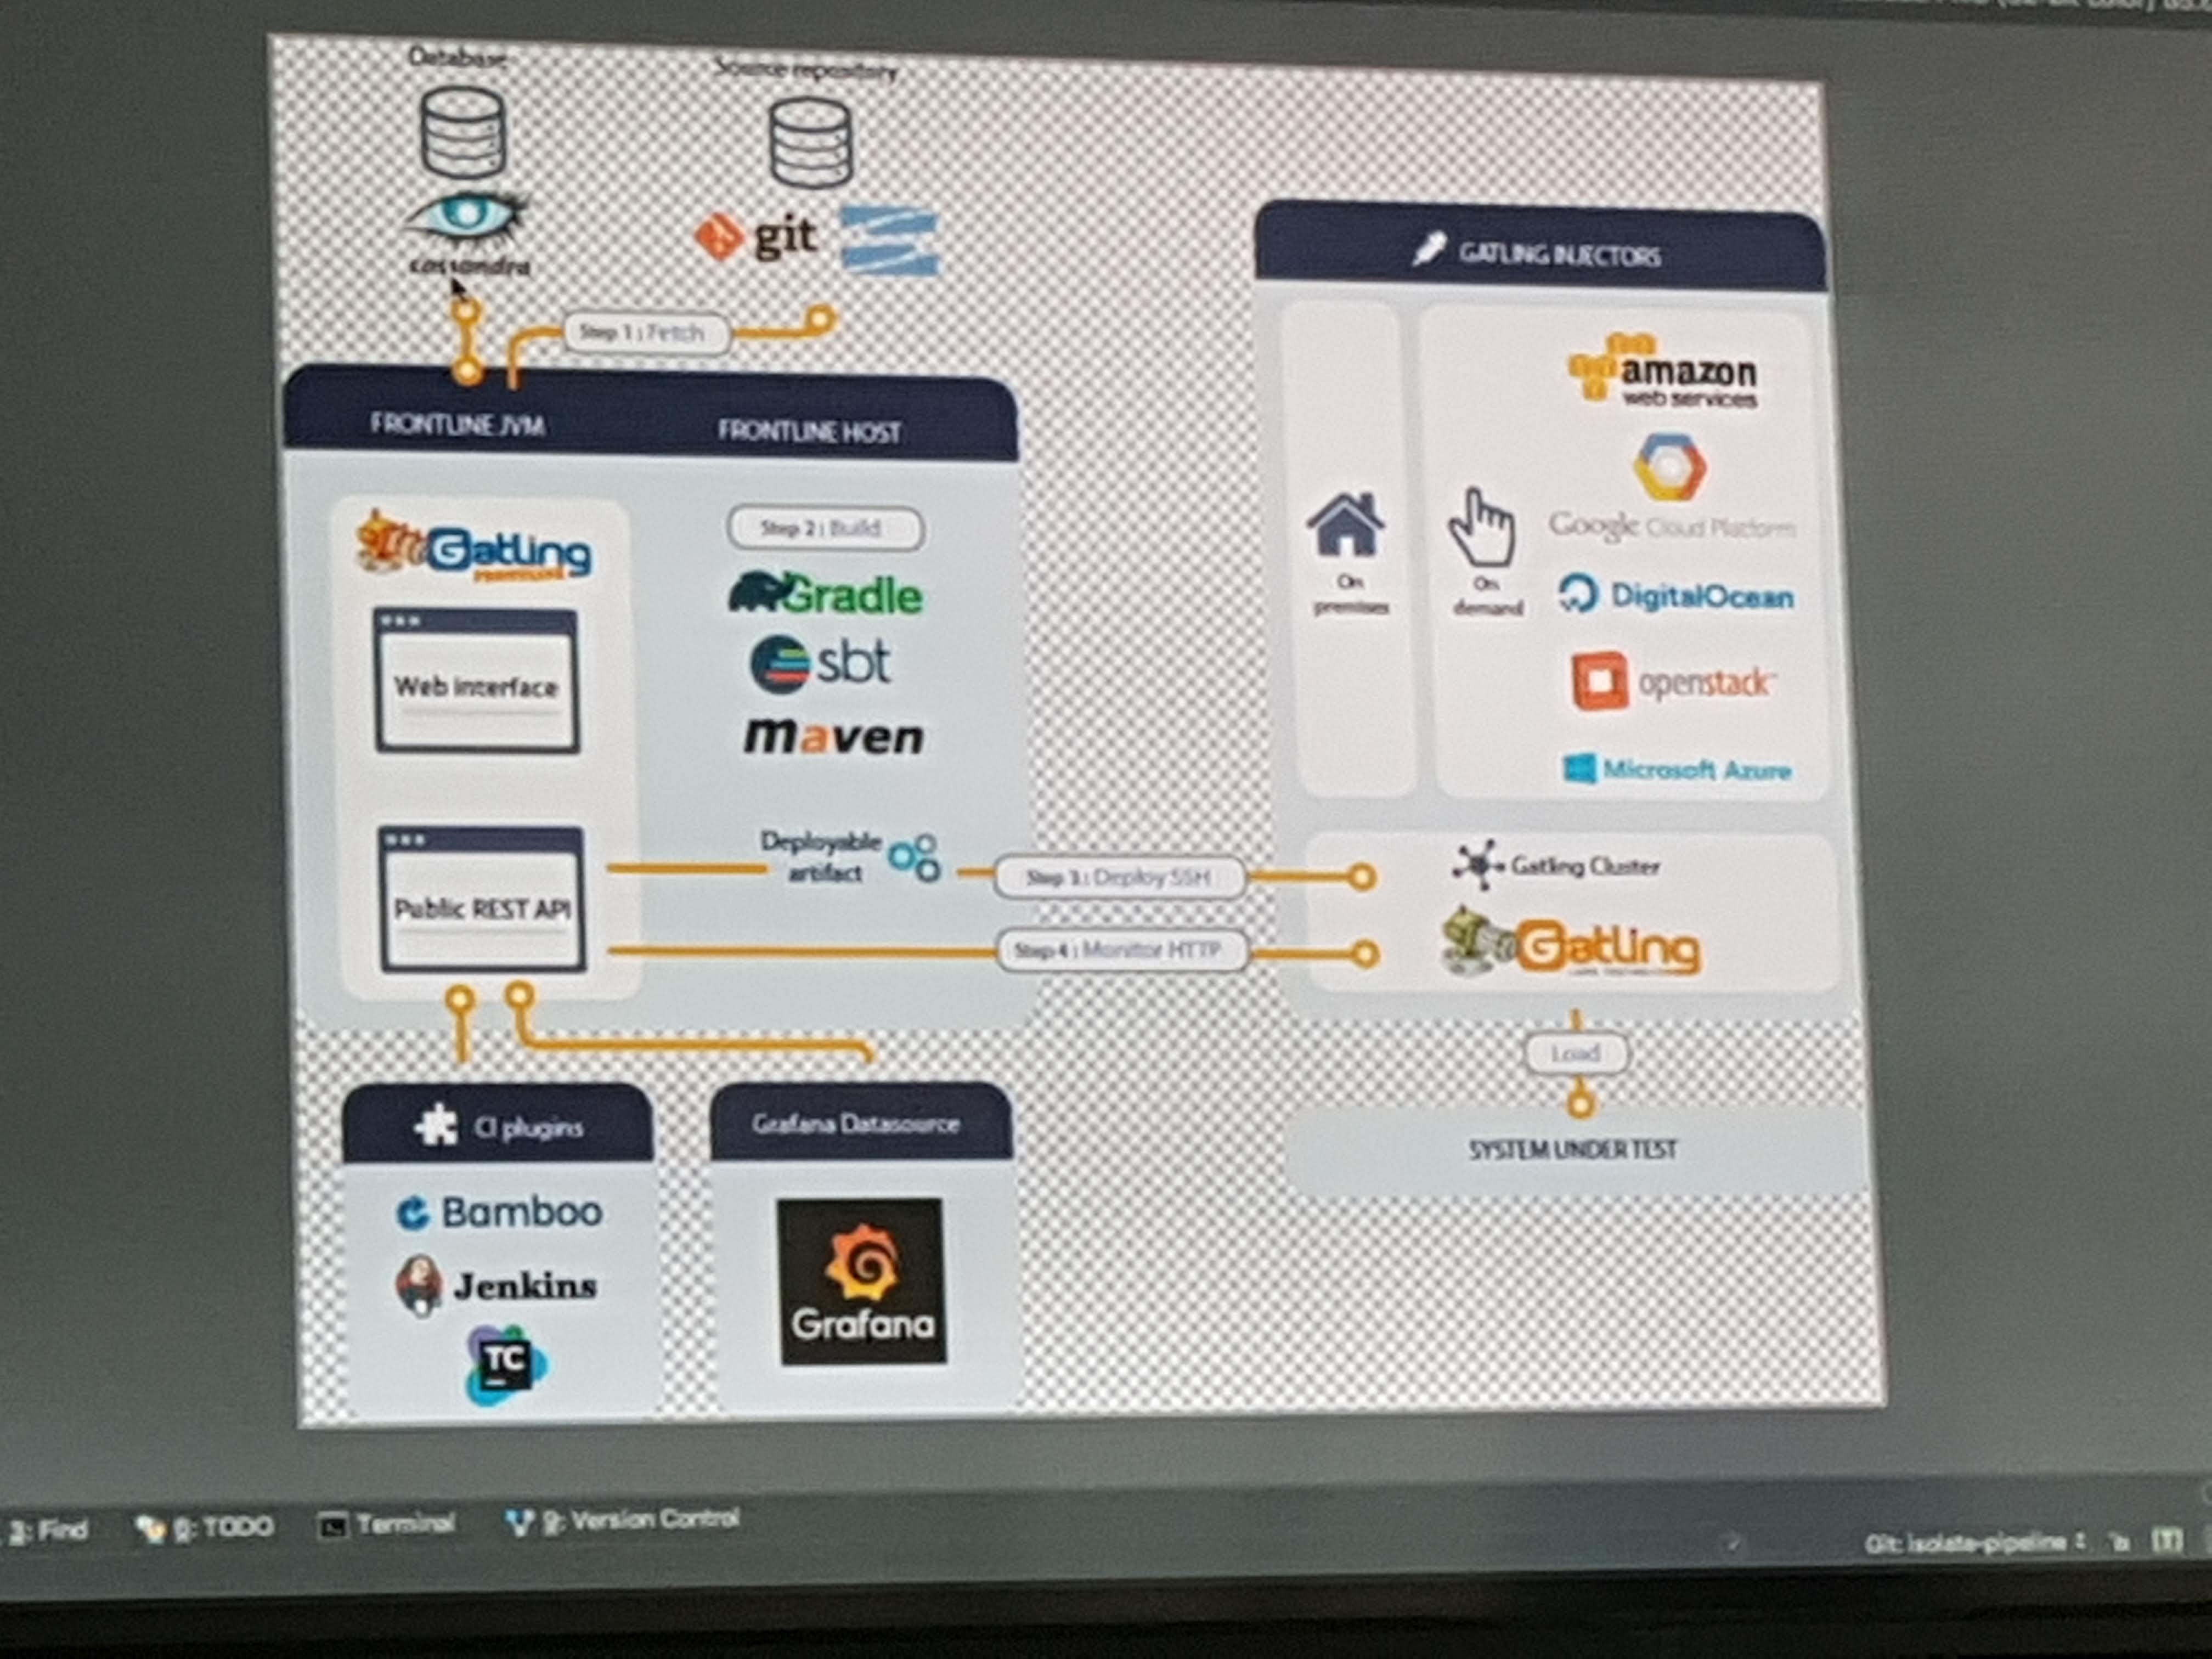 Database
Source repository
cassandra
git
Step 1 : Fetch
FRONTLINE JVM
FRONTLINE HOST
Gatling
FRONTLINE
Step 2 : Build
Gradle
sbt
maven
Web interface
Public REST API
Deployable
artifact
Step 3 : Deploy SSH
Step 4 : Monitor HTTP
GATLING INJECTORS
On
premises
On
demand
amazon
web services
Google Cloud Platform
DigitalOcean
openstack
Microsoft Azure
Gatling Cluster
Gatling
Load
SYSTEM UNDER TEST
CI plugins
Bamboo
Jenkins
TC
Grafana Datasource
Grafana
3: Find
6: TODO
Terminal
9: Version Control
Git: isolate-pipeline